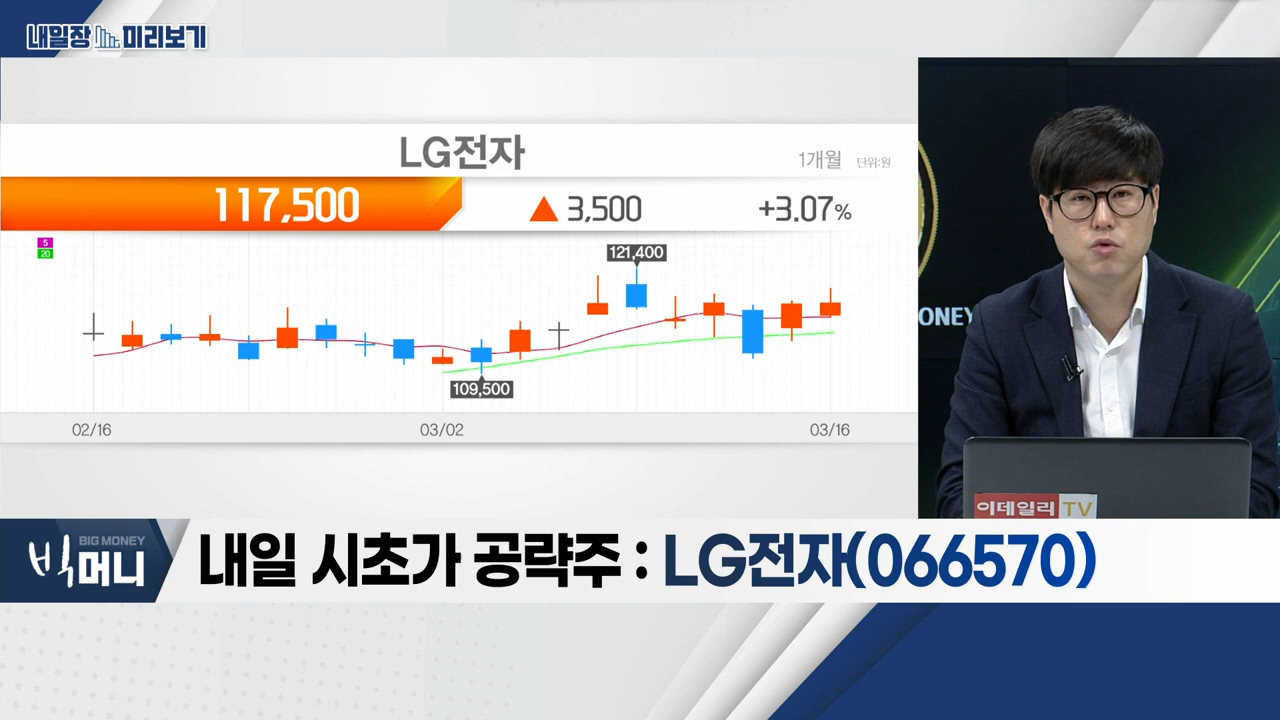 내일장 미리보기
LG전자
1개월 단위:원
117,500 ▲ 3,500 +3.07%
5
20
121,400
109,500
02/16 03/02 03/16
ONEY
이데일리 TV
빅머니 BIG MONEY
내일 시초가 공략주 : LG전자(066570)